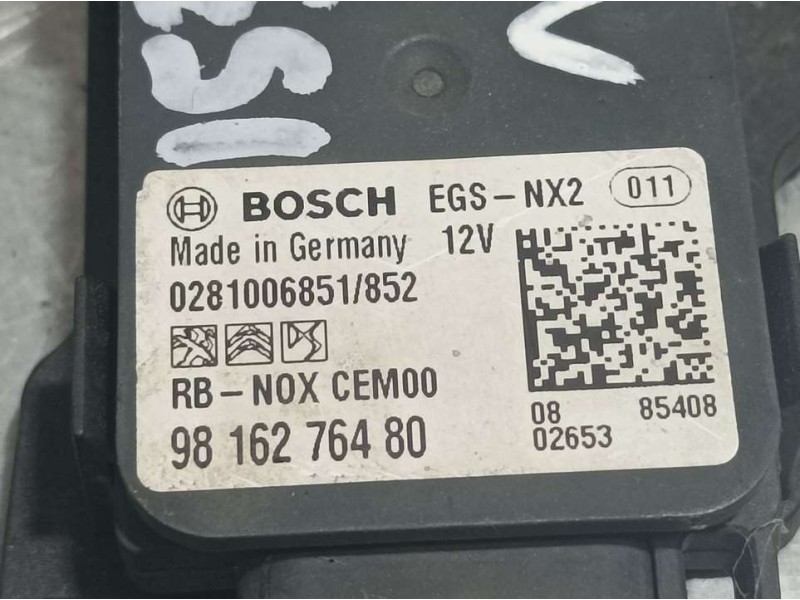 BOSCH EGS-NX2 011
Made in Germany 12V
0281006851/852
RB-NOX CEM00
98 162 764 80
08 85408
02653